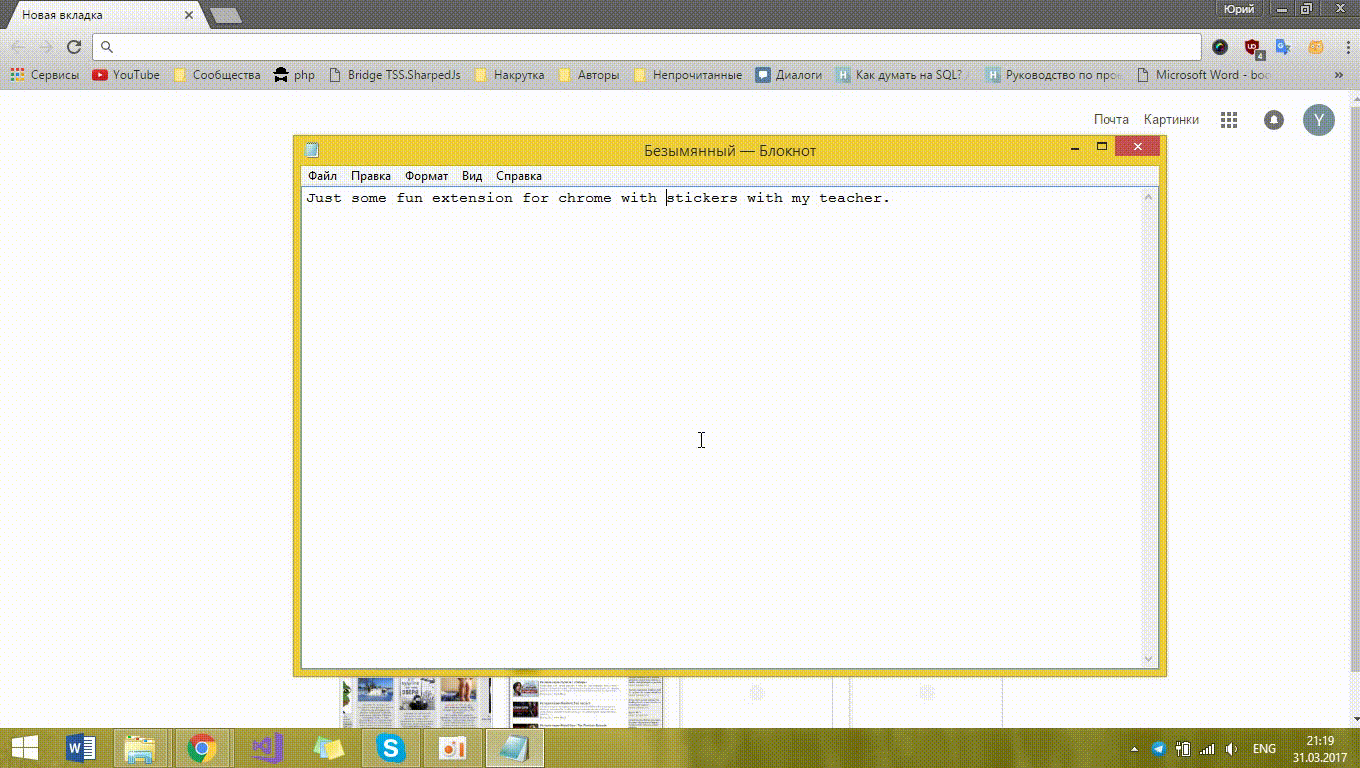 Новая вкладка
Юрий
Сервисы YouTube Сообщества php Bridge TSS.SharpedJs Накрутка Авторы Непрочитанные Диалоги Как думать на SQL? Руководство по про Microsoft Word - boo »
Почта Картинки Y
Безымянный — Блокнот
Файл Правка Формат Вид Справка
Just some fun extension for chrome with stickers with my teacher.
ENG
21:19
31.03.2017